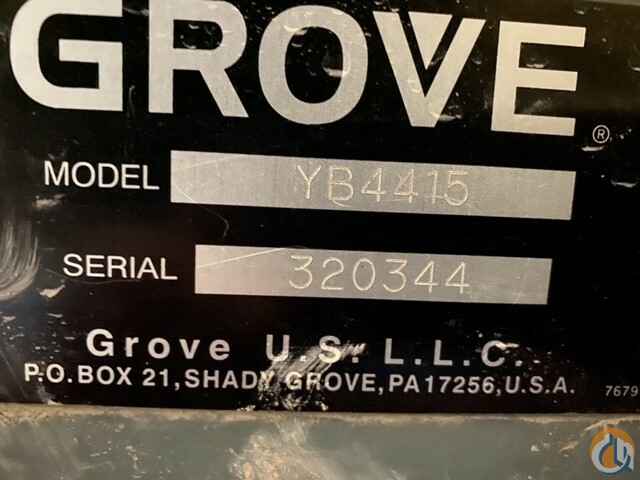 GROVE®
MODEL YB4415
SERIAL 320344
Grove U.S. L.L.C.
P.O. BOX 21, SHADY GROVE, PA 17256, U.S.A. 7679